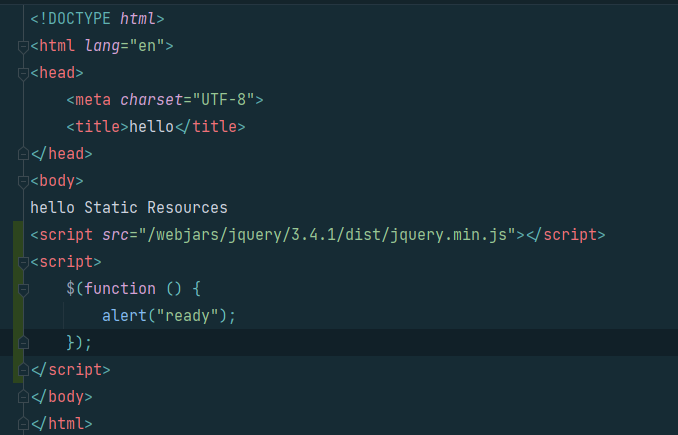 <!DOCTYPE html>
<html lang="en">
<head>
    <meta charset="UTF-8">
    <title>hello</title>
</head>
<body>
hello Static Resources
<script src="/webjars/jquery/3.4.1/dist/jquery.min.js"></script>
<script>
    $(function () {
        alert("ready");
    });
</script>
</body>
</html>